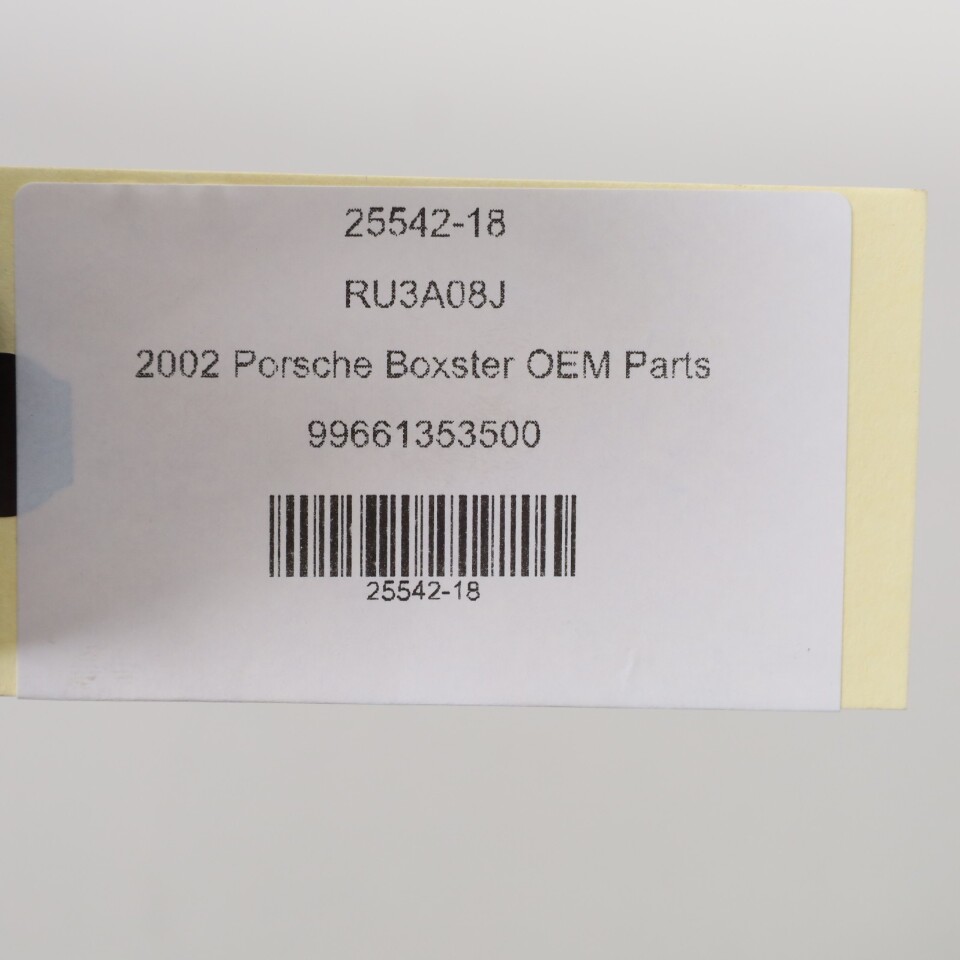 25542-18
RU3A08J
2002 Porsche Boxster OEM Parts
99661353500
25542-18